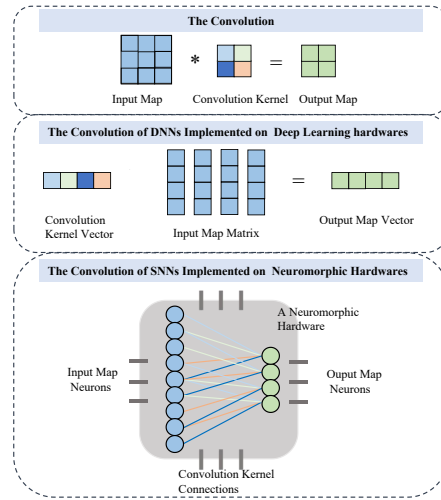 The Convolution
*
=
Input Map
Convolution Kernel
Output Map
The Convolution of DNNs Implemented on Deep Learning hardwares
=
Convolution
Kernel Vector
Input Map Matrix
Output Map Vector
The Convolution of SNNs Implemented on Neuromorphic Hardwares
A Neuromorphic
Hardware
Input Map
Neurons
Ouput Map
Neurons
Convolution Kernel
Connections